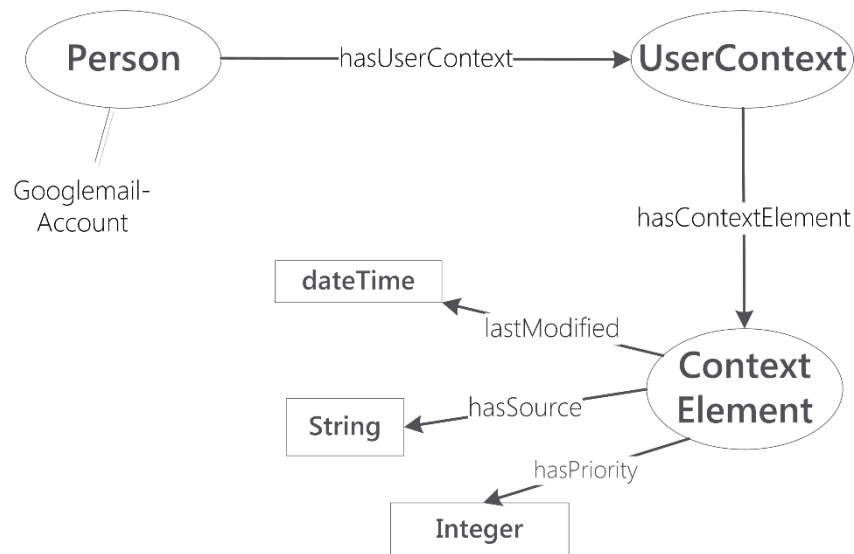 Person
hasUserContext
UserContext
Googlemail-
Account
hasContextElement
dateTime
lastModified
Context
Element
hasSource
String
hasPriority
Integer